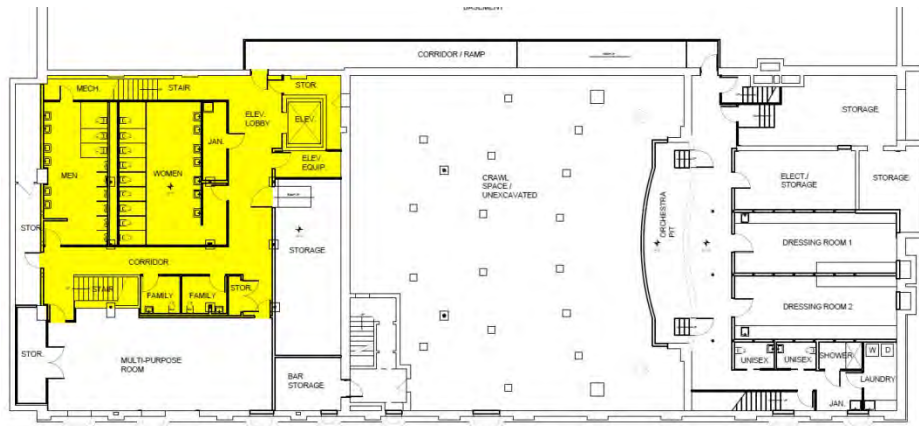 BASEMENT
CORRIDOR / RAMP
MECH.
STAIR
STOR.
ELEV.
LOBBY
ELEV.
JAN.
ELEV.
EQUIP.
MEN
WOMEN
STOR.
STORAGE
CORRIDOR
STAIR
FAMILY
FAMILY
STOR.
STOR.
MULTI-PURPOSE
ROOM
BAR
STORAGE
CRAWL
SPACE /
UNEXCAVATED
ORCHESTRA
PIT
STORAGE
ELECT./
STORAGE
STORAGE
DRESSING ROOM 1
DRESSING ROOM 2
UNISEX
UNISEX
SHOWER
W D
LAUNDRY
JAN.